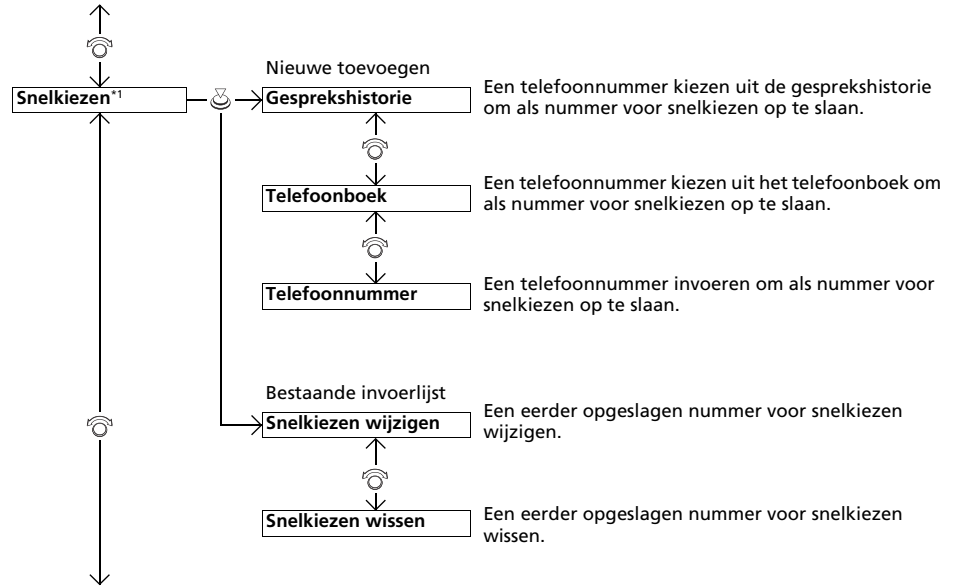 Nieuwe toevoegen
Snelkiezen*1
Gesprekshistorie
Een telefoonnummer kiezen uit de gesprekshistorie
om als nummer voor snelkiezen op te slaan.
Telefoonboek
Een telefoonnummer kiezen uit het telefoonboek om
als nummer voor snelkiezen op te slaan.
Telefoonnummer
Een telefoonnummer invoeren om als nummer voor
snelkiezen op te slaan.
Bestaande invoerlijst
Snelkiezen wijzigen
Een eerder opgeslagen nummer voor snelkiezen
wijzigen.
Snelkiezen wissen
Een eerder opgeslagen nummer voor snelkiezen
wissen.